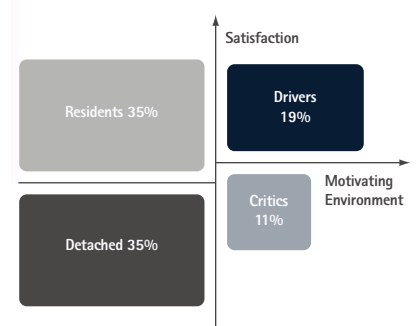 Satisfaction
Residents 35%
Drivers
19%
Motivating
Environment
Critics
11%
Detached 35%